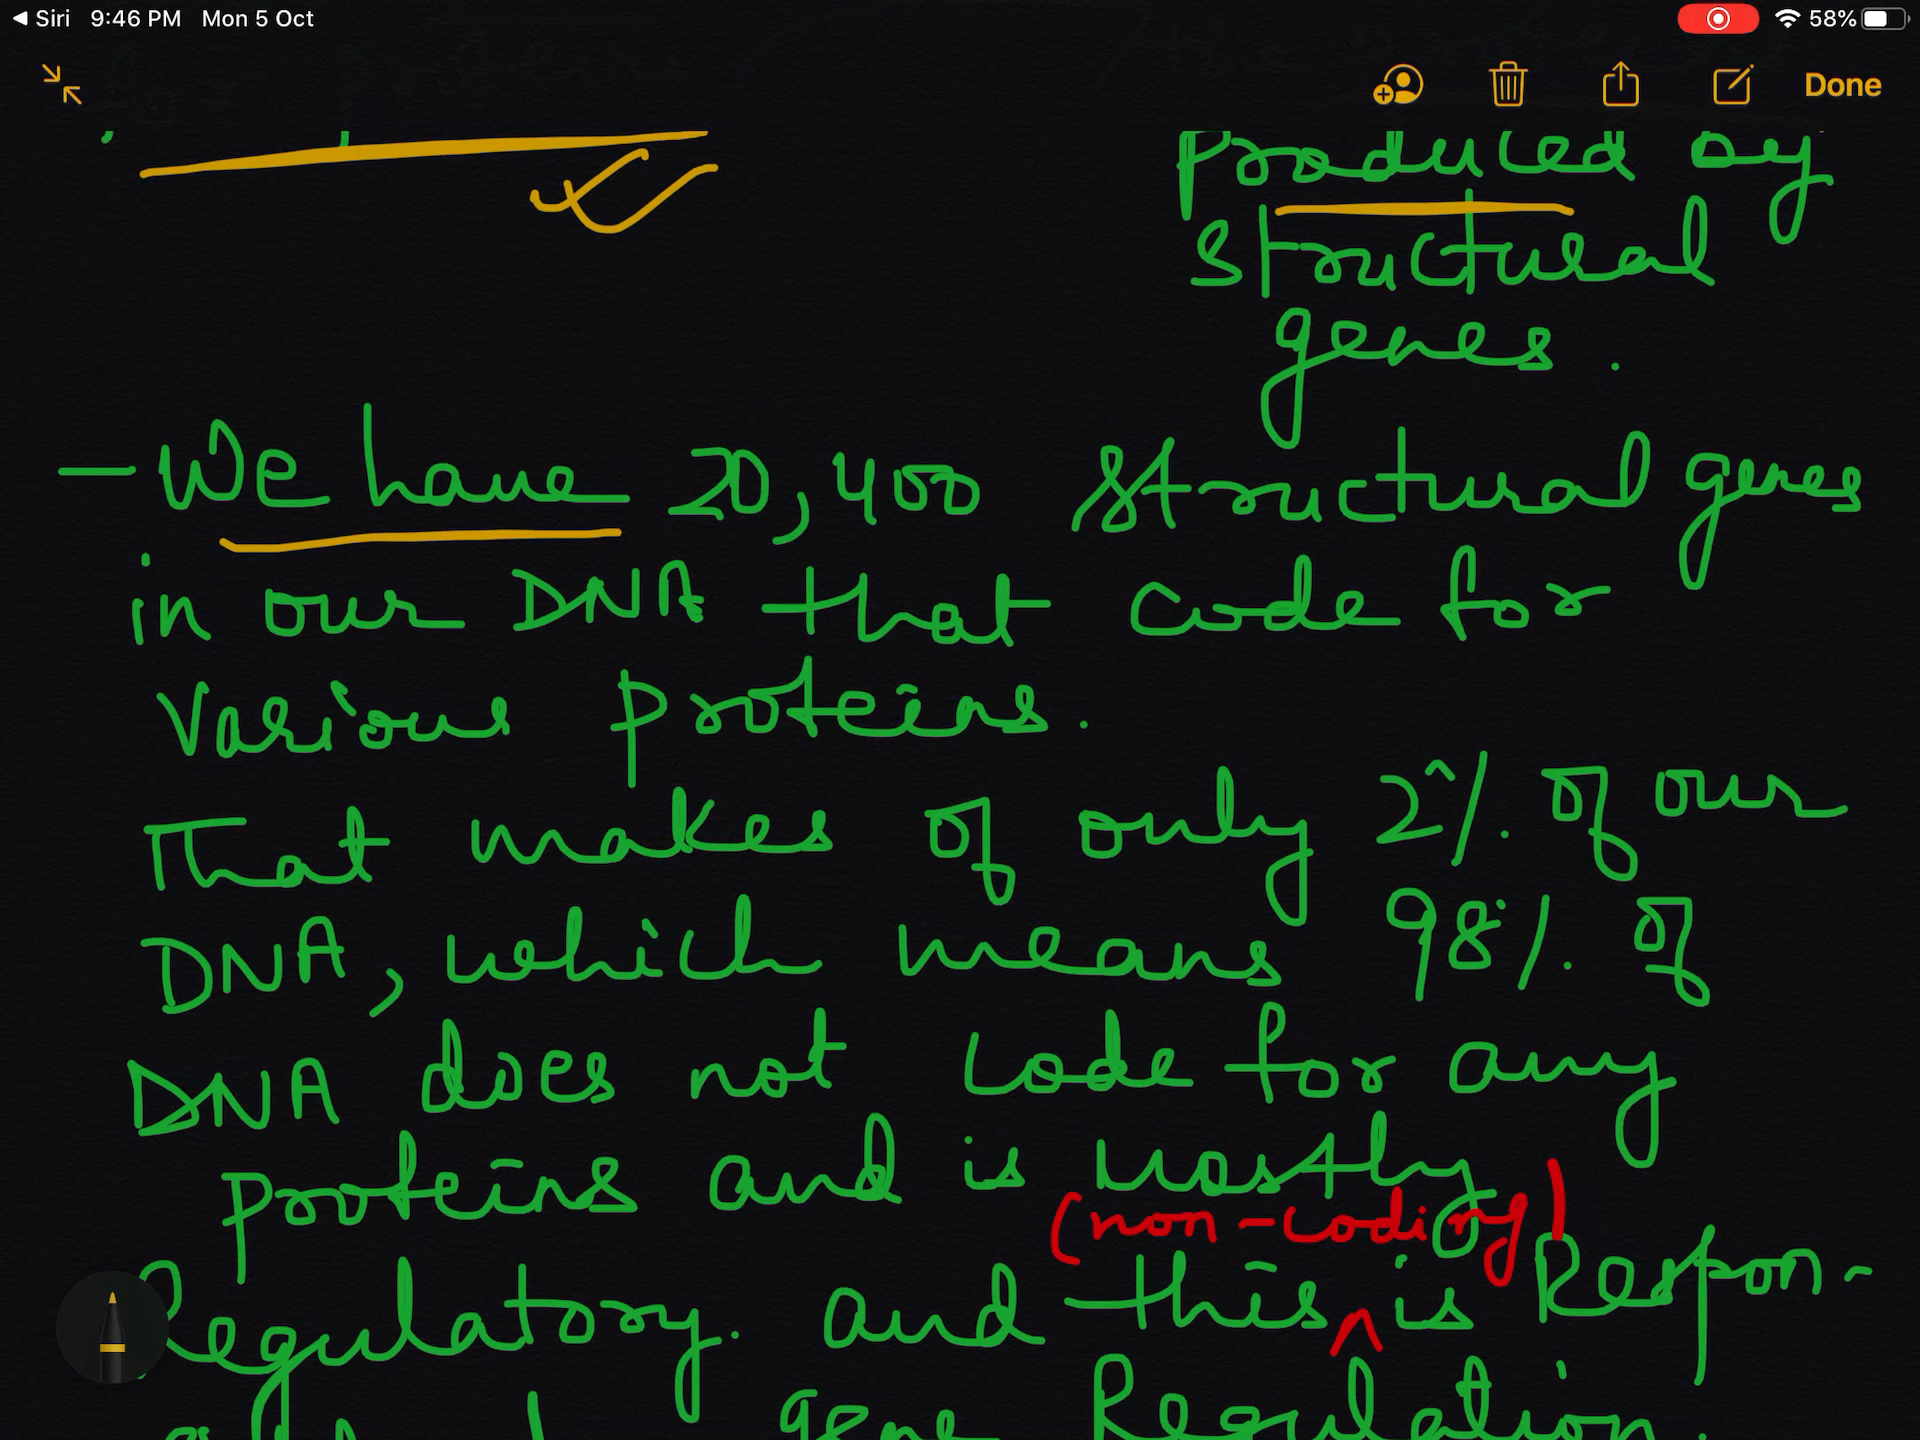 Siri 9:46 PM Mon 5 Oct 58%
Done
produced by
structural
genes.
- We have 20,400 structural genes
in our DNA that code for
various proteins.
That makes of only 2% of our
DNA, which means 98% of
DNA does not code for any
proteins and is mostly
(non-coding)
Regulatory. and this ^ is Respon-
gene Regulation.